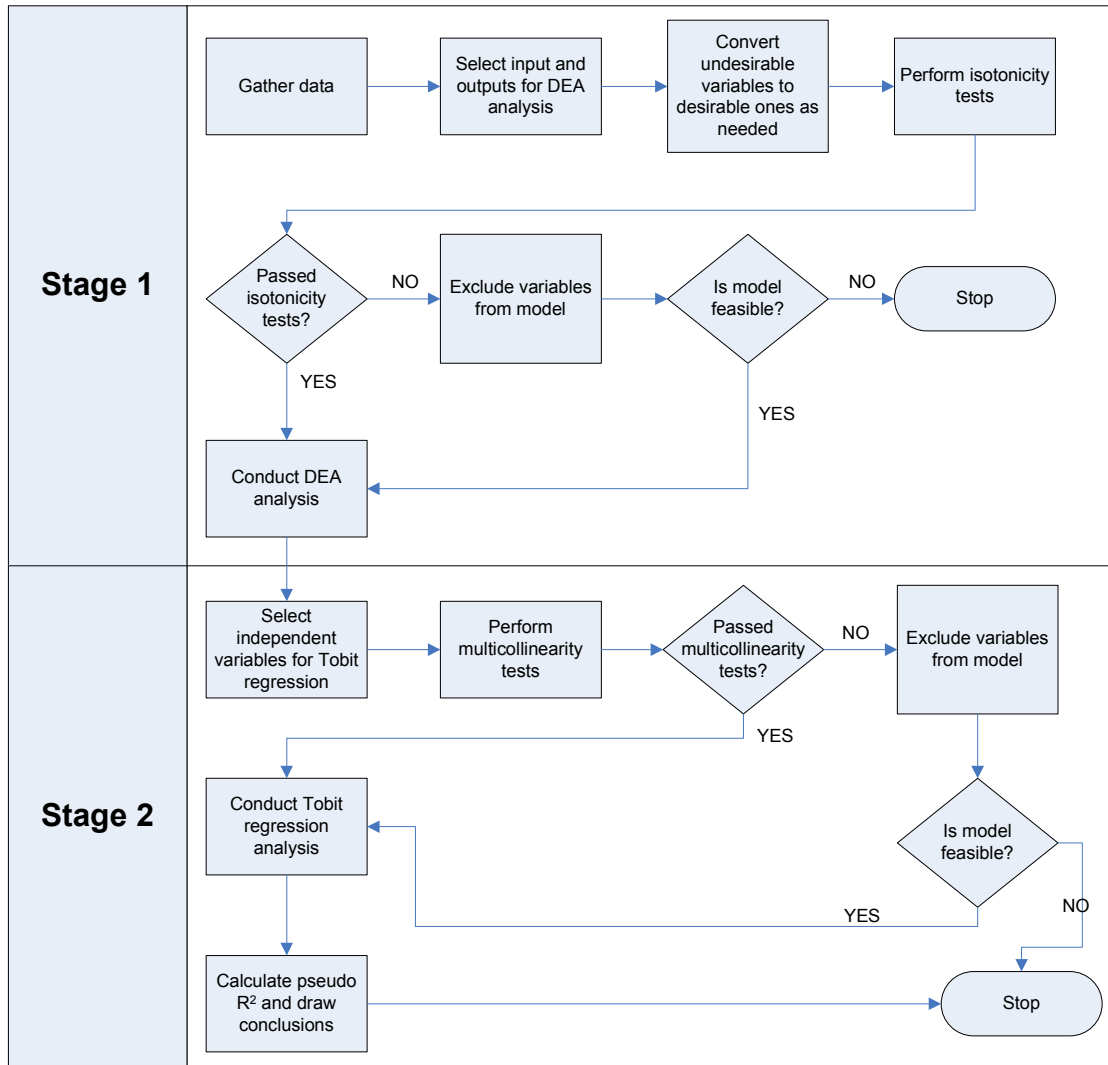 Stage 1
Gather data
Select input and
outputs for DEA
analysis
Convert
undesirable
variables to
desirable ones as
needed
Perform isotonicity
tests
Passed
isotonicity
tests?
NO
Exclude variables
from model
Is model
feasible?
NO
Stop
YES
YES
Conduct DEA
analysis
Stage 2
Select
independent
variables for Tobit
regression
Perform
multicollinearity
tests
Passed
multicollinearity
tests?
NO
Exclude variables
from model
YES
Conduct Tobit
regression
analysis
Is model
feasible?
YES
NO
Calculate pseudo
R² and draw
conclusions
Stop